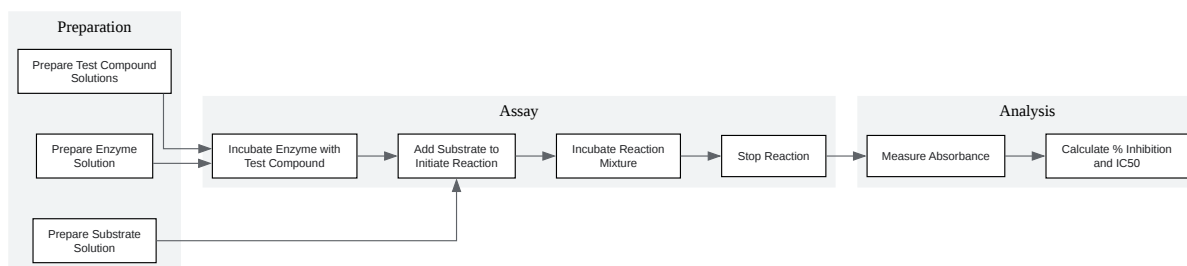 Preparation
Prepare Test Compound
Solutions
Prepare Enzyme
Solution
Prepare Substrate
Solution
Assay
Incubate Enzyme with
Test Compound
Add Substrate to
Initiate Reaction
Incubate Reaction
Mixture
Stop Reaction
Analysis
Measure Absorbance
Calculate % Inhibition
and IC50